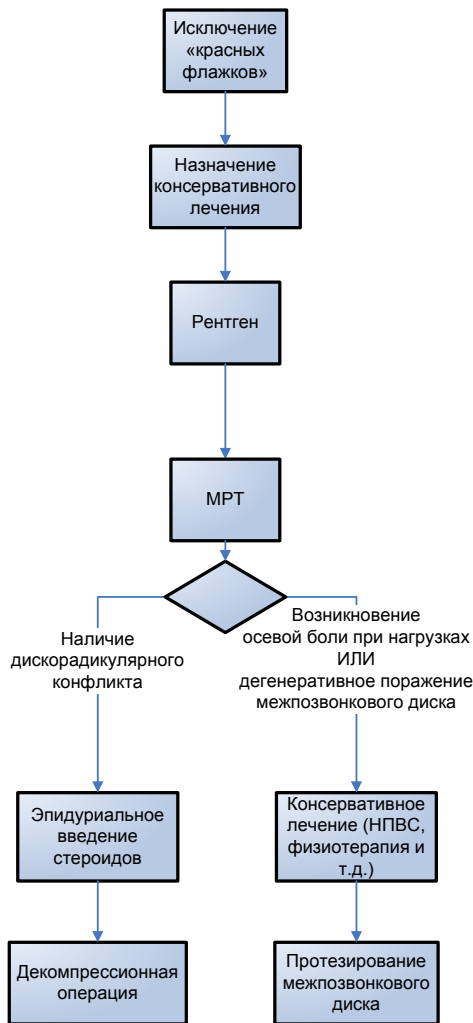 Исключение
«красных
флажков»
Назначение
консервативного
лечения
Рентген
МРТ
Наличие
дискорадикулярного
конфликта
Возникновение
осевой боли при нагрузках
ИЛИ
дегенеративное поражение
межпозвонкового диска
Эпидуриальное
введение
стероидов
Консервативное
лечение (НПВС,
физиотерапия и
т.д.)
Декомпрессионная
операция
Протезирование
межпозвонкового
диска